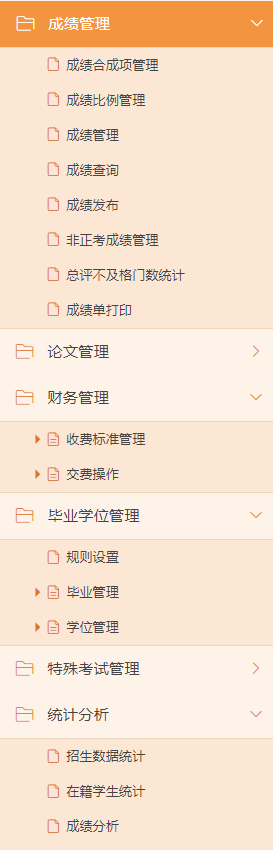 成绩管理
成绩合成项管理
成绩比例管理
成绩管理
成绩查询
成绩发布
非正考成绩管理
总评不及格门数统计
成绩单打印
论文管理
财务管理
收费标准管理
交费操作
毕业学位管理
规则设置
毕业管理
学位管理
特殊考试管理
统计分析
招生数据统计
在籍学生统计
成绩分析